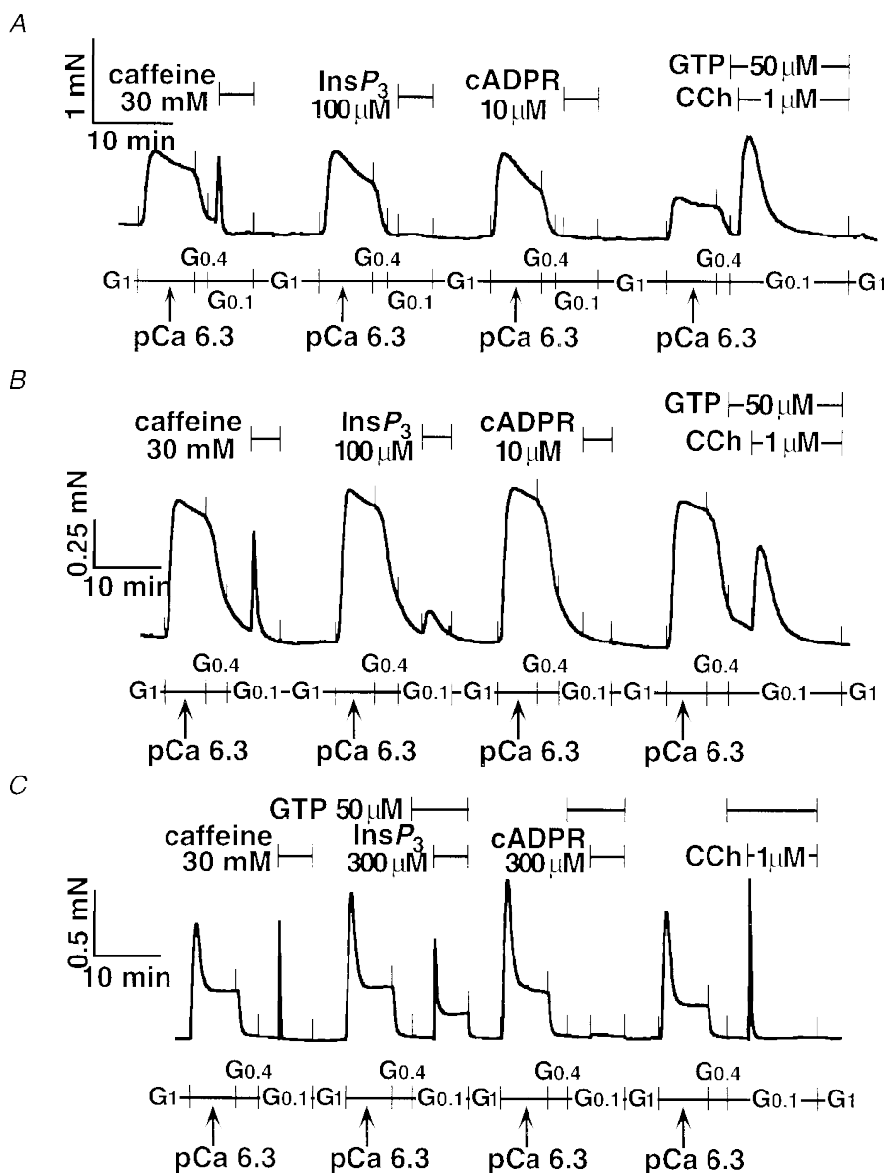 A
1 mN
10 min
caffeine
30 mM
InsP3
100 µM
cADPR
10 µM
GTP 50 µM
CCh 1 µM
G0.4 G0.4 G0.4 G0.4
G1 G1 G1 G1 G0.1 G1
G0.1 G0.1 G0.1
pCa 6.3 pCa 6.3 pCa 6.3 pCa 6.3
B
0.25 mN
10 min
caffeine
30 mM
InsP3
100 µM
cADPR
10 µM
GTP 50 µM
CCh 1 µM
G0.4 G0.4 G0.4 G0.4
G1 G0.1 G1 G0.1 G1 G0.1 G1 G0.1 G1
pCa 6.3 pCa 6.3 pCa 6.3 pCa 6.3
C
0.5 mN
10 min
GTP 50 µM
caffeine
30 mM
InsP3
300 µM
cADPR
300 µM
CCh 1 µM
G0.4 G0.4 G0.4 G0.4
G1 G0.1 G1 G0.1 G1 G0.1 G1 G0.1 G1
pCa 6.3 pCa 6.3 pCa 6.3 pCa 6.3